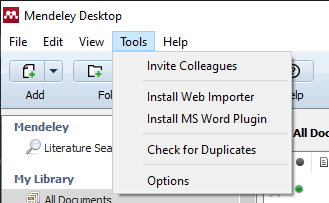 Mendeley Desktop
File Edit View Tools Help
Invite Colleagues
Install Web Importer
Install MS Word Plugin
Check for Duplicates
Options
Add
Mendeley
Literature Sea
My Library
All Documents
All Docu